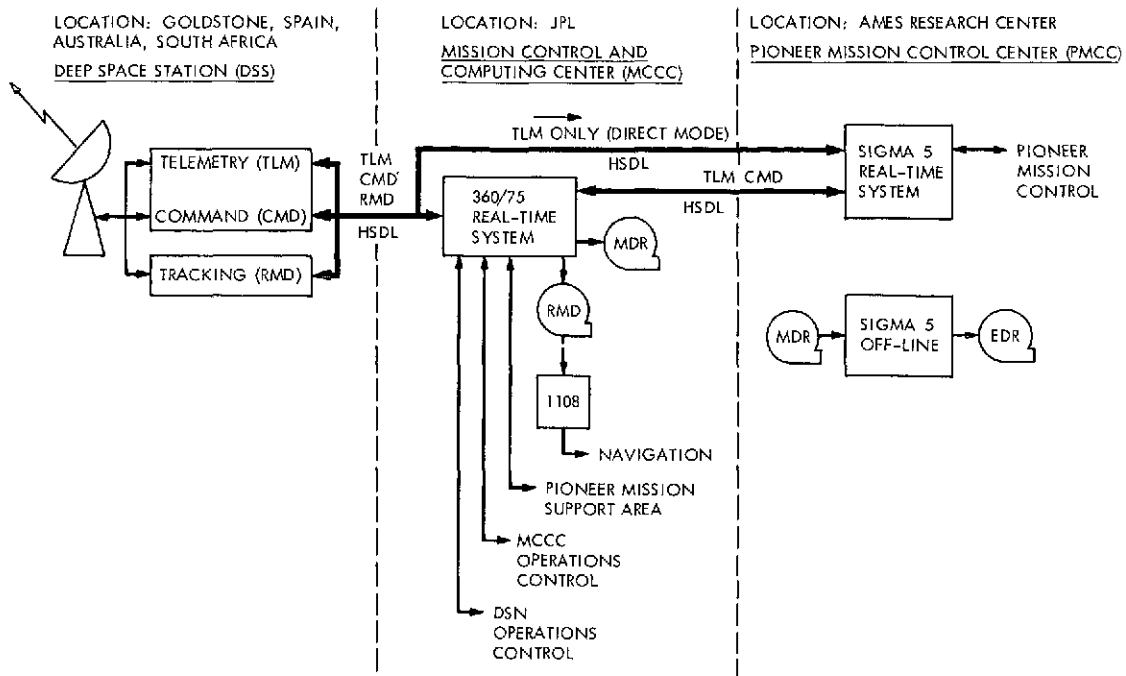 LOCATION: GOLDSTONE, SPAIN,
AUSTRALIA, SOUTH AFRICA
DEEP SPACE STATION (DSS)
TELEMETRY (TLM)
COMMAND (CMD)
TRACKING (RMD)
TLM
CMD
RMD
HSDL
LOCATION: JPL
MISSION CONTROL AND
COMPUTING CENTER (MCCC)
TLM ONLY (DIRECT MODE)
HSDL
TLM CMD
HSDL
360/75
REAL-TIME
SYSTEM
MDR
RMD
1108
NAVIGATION
PIONEER MISSION
SUPPORT AREA
MCCC
OPERATIONS
CONTROL
DSN
OPERATIONS
CONTROL
LOCATION: AMES RESEARCH CENTER
PIONEER MISSION CONTROL CENTER (PMCC)
SIGMA 5
REAL-TIME
SYSTEM
PIONEER
MISSION
CONTROL
MDR
SIGMA 5
OFF-LINE
EDR